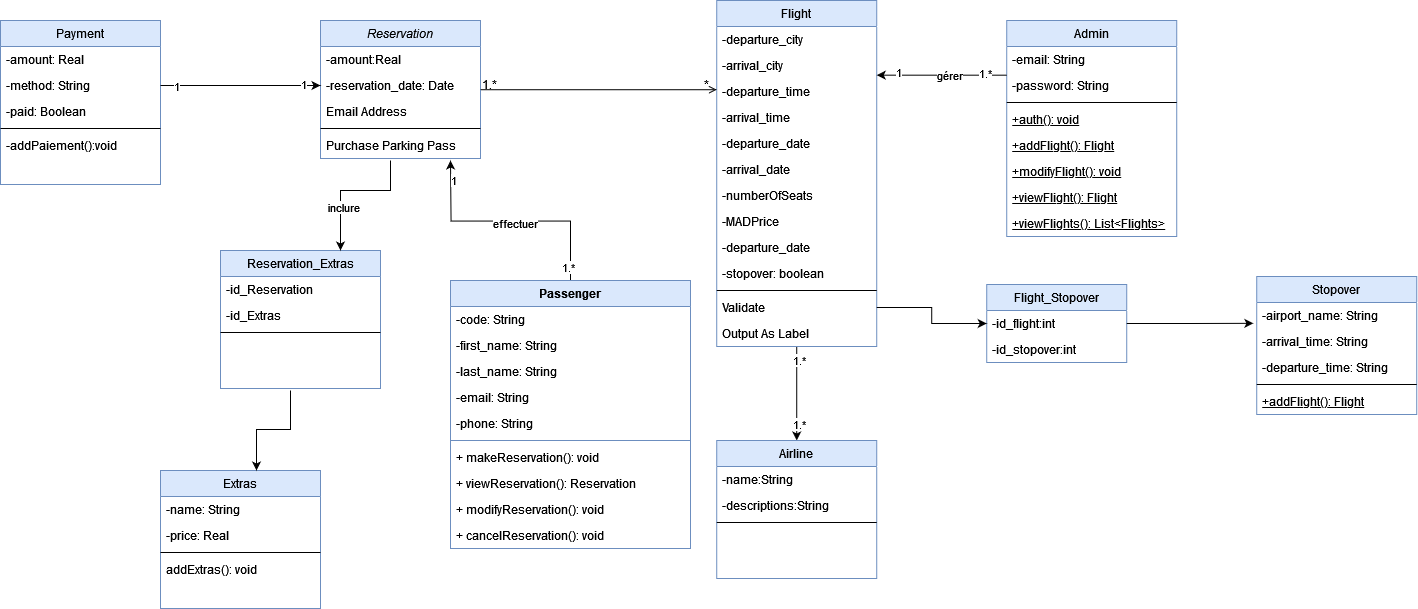 Payment
-amount: Real
-method: String
-paid: Boolean
-addPaiement():void
1
1
Reservation
-amount:Real
-reservation_date: Date
Email Address
Purchase Parking Pass
1.*
*
inclure
1
effectuer
1.*
Reservation_Extras
-id_Reservation
-id_Extras
Extras
-name: String
-price: Real
addExtras(): void
Passenger
-code: String
-first_name: String
-last_name: String
-email: String
-phone: String
+ makeReservation(): void
+ viewReservation(): Reservation
+ modifyReservation(): void
+ cancelReservation(): void
Flight
-departure_city
-arrival_city
-departure_time
-arrival_time
-departure_date
-arrival_date
-numberOfSeats
-MADPrice
-departure_date
-stopover: boolean
Validate
Output As Label
1.*
1.*
Airline
-name:String
-descriptions:String
1
gérer
1.*
Admin
-email: String
-password: String
+auth(): void
+addFlight(): Flight
+modifyFlight(): void
+viewFlight(): Flight
+viewFlights(): List<Flights>
Flight_Stopover
-id_flight:int
-id_stopover:int
Stopover
-airport_name: String
-arrival_time: String
-departure_time: String
+addFlight(): Flight